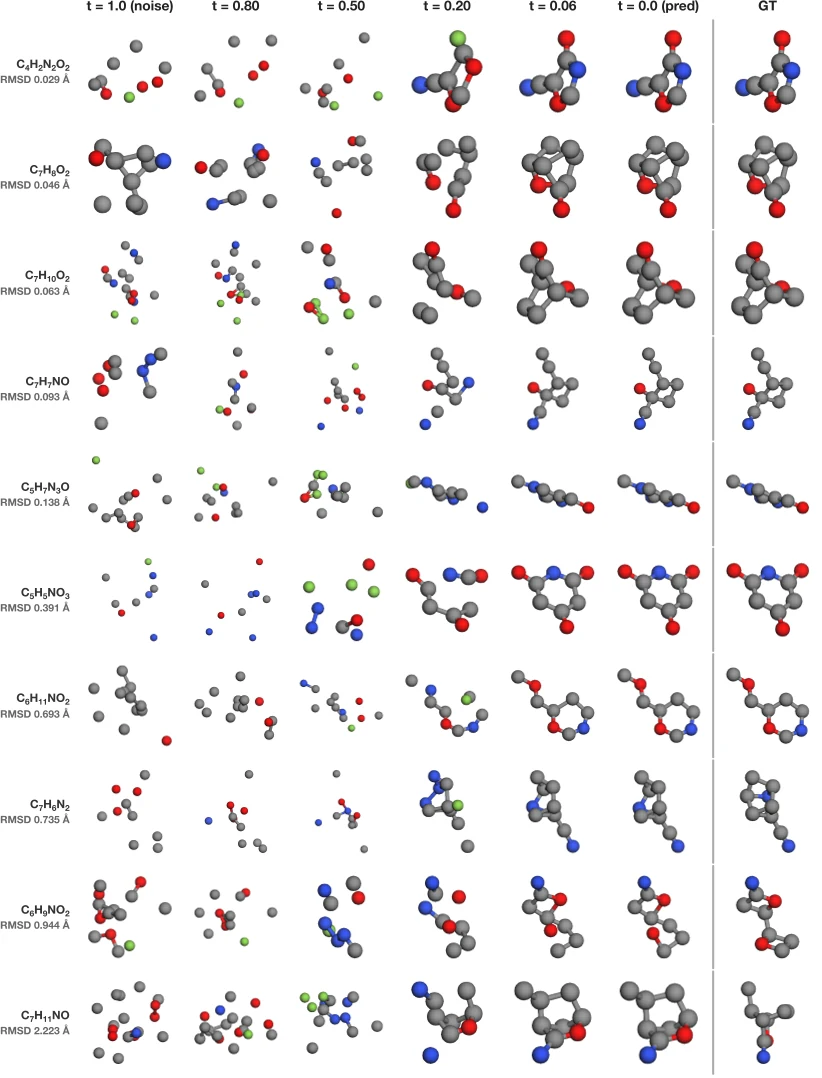 t = 1.0 (noise) t = 0.80 t = 0.50 t = 0.20 t = 0.06 t = 0.0 (pred) GT
C₄H₂N₂O₂
RMSD 0.029 Å
C₇H₈O₂
RMSD 0.046 Å
C₇H₁₀O₂
RMSD 0.063 Å
C₇H₇NO
RMSD 0.093 Å
C₅H₇N₃O
RMSD 0.138 Å
C₅H₅NO₃
RMSD 0.391 Å
C₆H₁₁NO₂
RMSD 0.693 Å
C₇H₆N₂
RMSD 0.735 Å
C₆H₉NO₂
RMSD 0.944 Å
C₇H₁₁NO
RMSD 2.223 Å